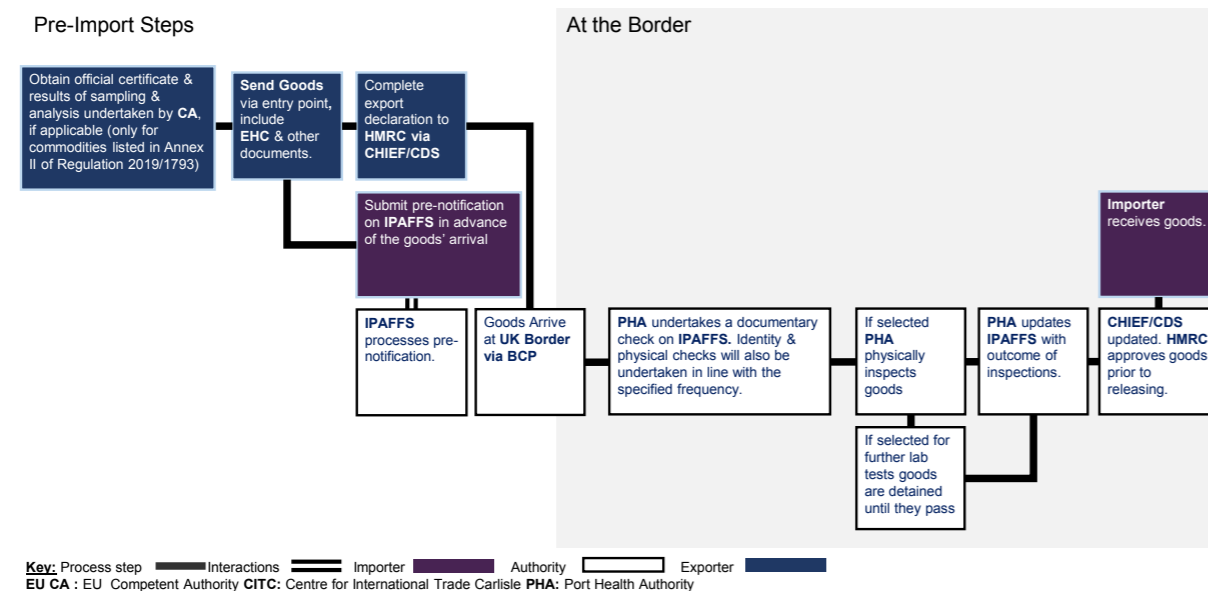 Pre-Import Steps
At the Border
Obtain official certificate &
results of sampling &
analysis undertaken by CA,
if applicable (only for
commodities listed in Annex
II of Regulation 2019/1793)
Send Goods
via entry point,
include
EHC & other
documents.
Complete
export
declaration to
HMRC via
CHIEF/CDS
Submit pre-notification
on IPAFFS in advance
of the goods' arrival
Importer
receives goods.
IPAFFS
processes pre-
notification.
Goods Arrive
at UK Border
via BCP
PHA undertakes a documentary
check on IPAFFS. Identity &
physical checks will also be
undertaken in line with the
specified frequency.
If selected
PHA
physically
inspects
goods
PHA updates
IPAFFS with
outcome of
inspections.
CHIEF/CDS
updated. HMRC
approves goods
prior to
releasing.
If selected for
further lab
tests goods
are detained
until they pass
Key: Process step Interactions Importer Authority Exporter
EU CA : EU Competent Authority CITC: Centre for International Trade Carlisle PHA: Port Health Authority